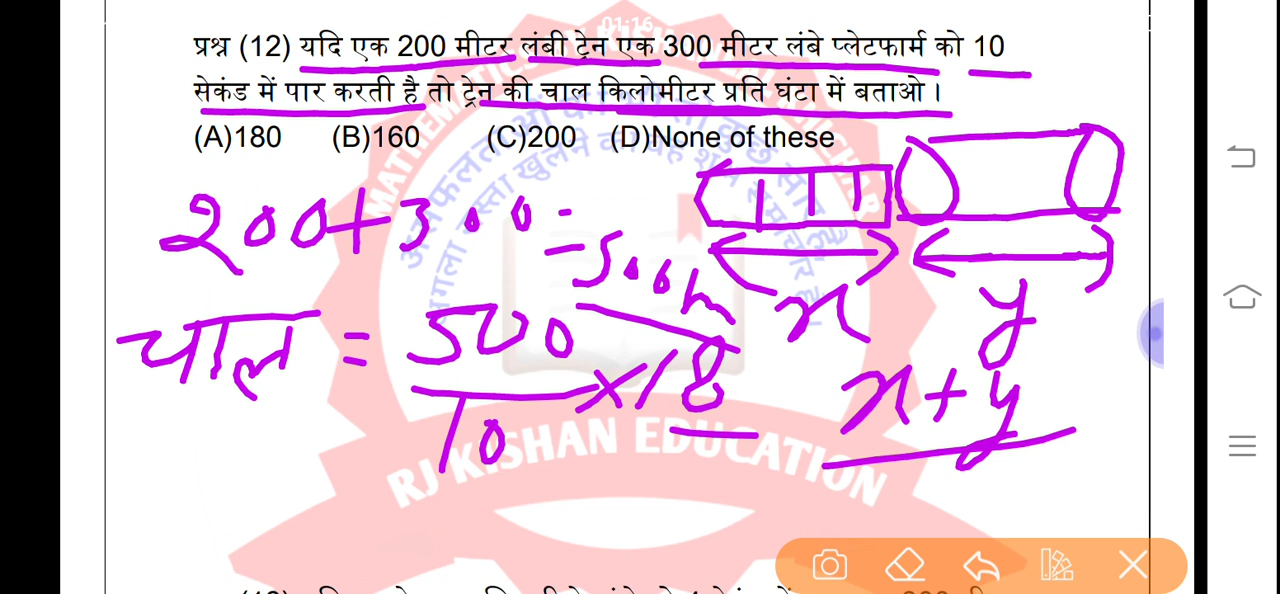 01:16
प्रश्न (12) यदि एक 200 मीटर लंबी ट्रेन एक 300 मीटर लंबे प्लेटफार्म को 10
सेकंड में पार करती है तो ट्रेन की चाल किलोमीटर प्रति घंटा में बताओ।
(A)180 (B)160 (C)200 (D)None of these
200+300=
=500m
x y
चाल = 500/10 ×18
x+y
RJ KISHAN EDUCATION